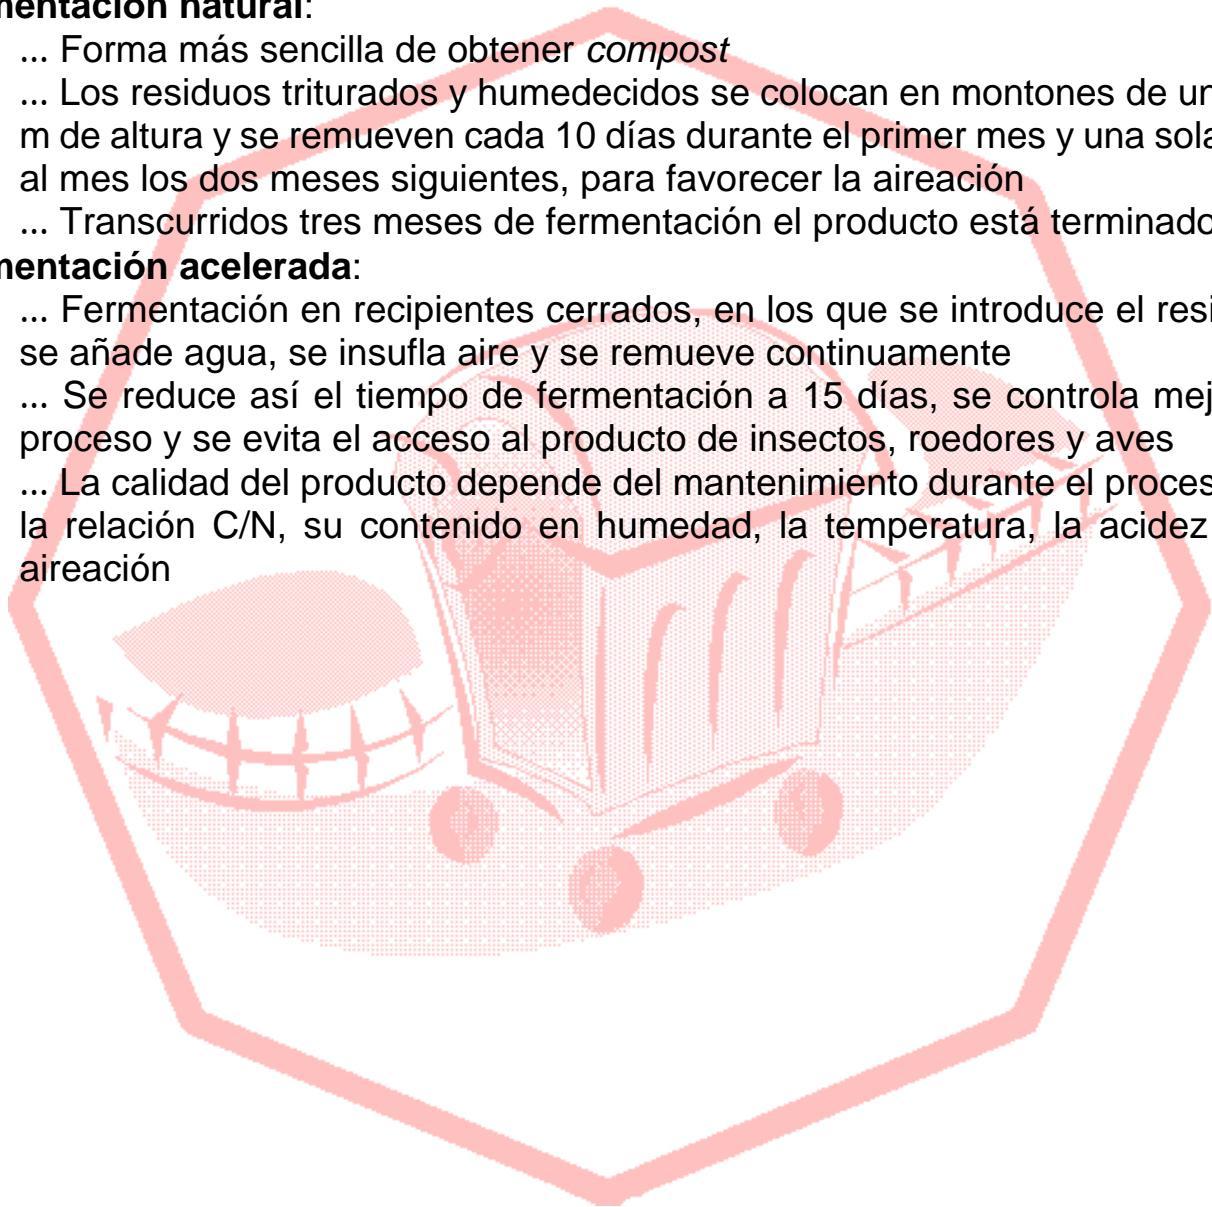 mentación natural:
... Forma más sencilla de obtener compost
... Los residuos triturados y humedecidos se colocan en montones de un
m de altura y se remueven cada 10 días durante el primer mes y una sola
al mes los dos meses siguientes, para favorecer la aireación
... Transcurridos tres meses de fermentación el producto está terminado
mentación acelerada:
... Fermentación en recipientes cerrados, en los que se introduce el resi
se añade agua, se insufla aire y se remueve continuamente
... Se reduce así el tiempo de fermentación a 15 días, se controla mej
proceso y se evita el acceso al producto de insectos, roedores y aves
... La calidad del producto depende del mantenimiento durante el proces
la relación C/N, su contenido en humedad, la temperatura, la acidez
aireación